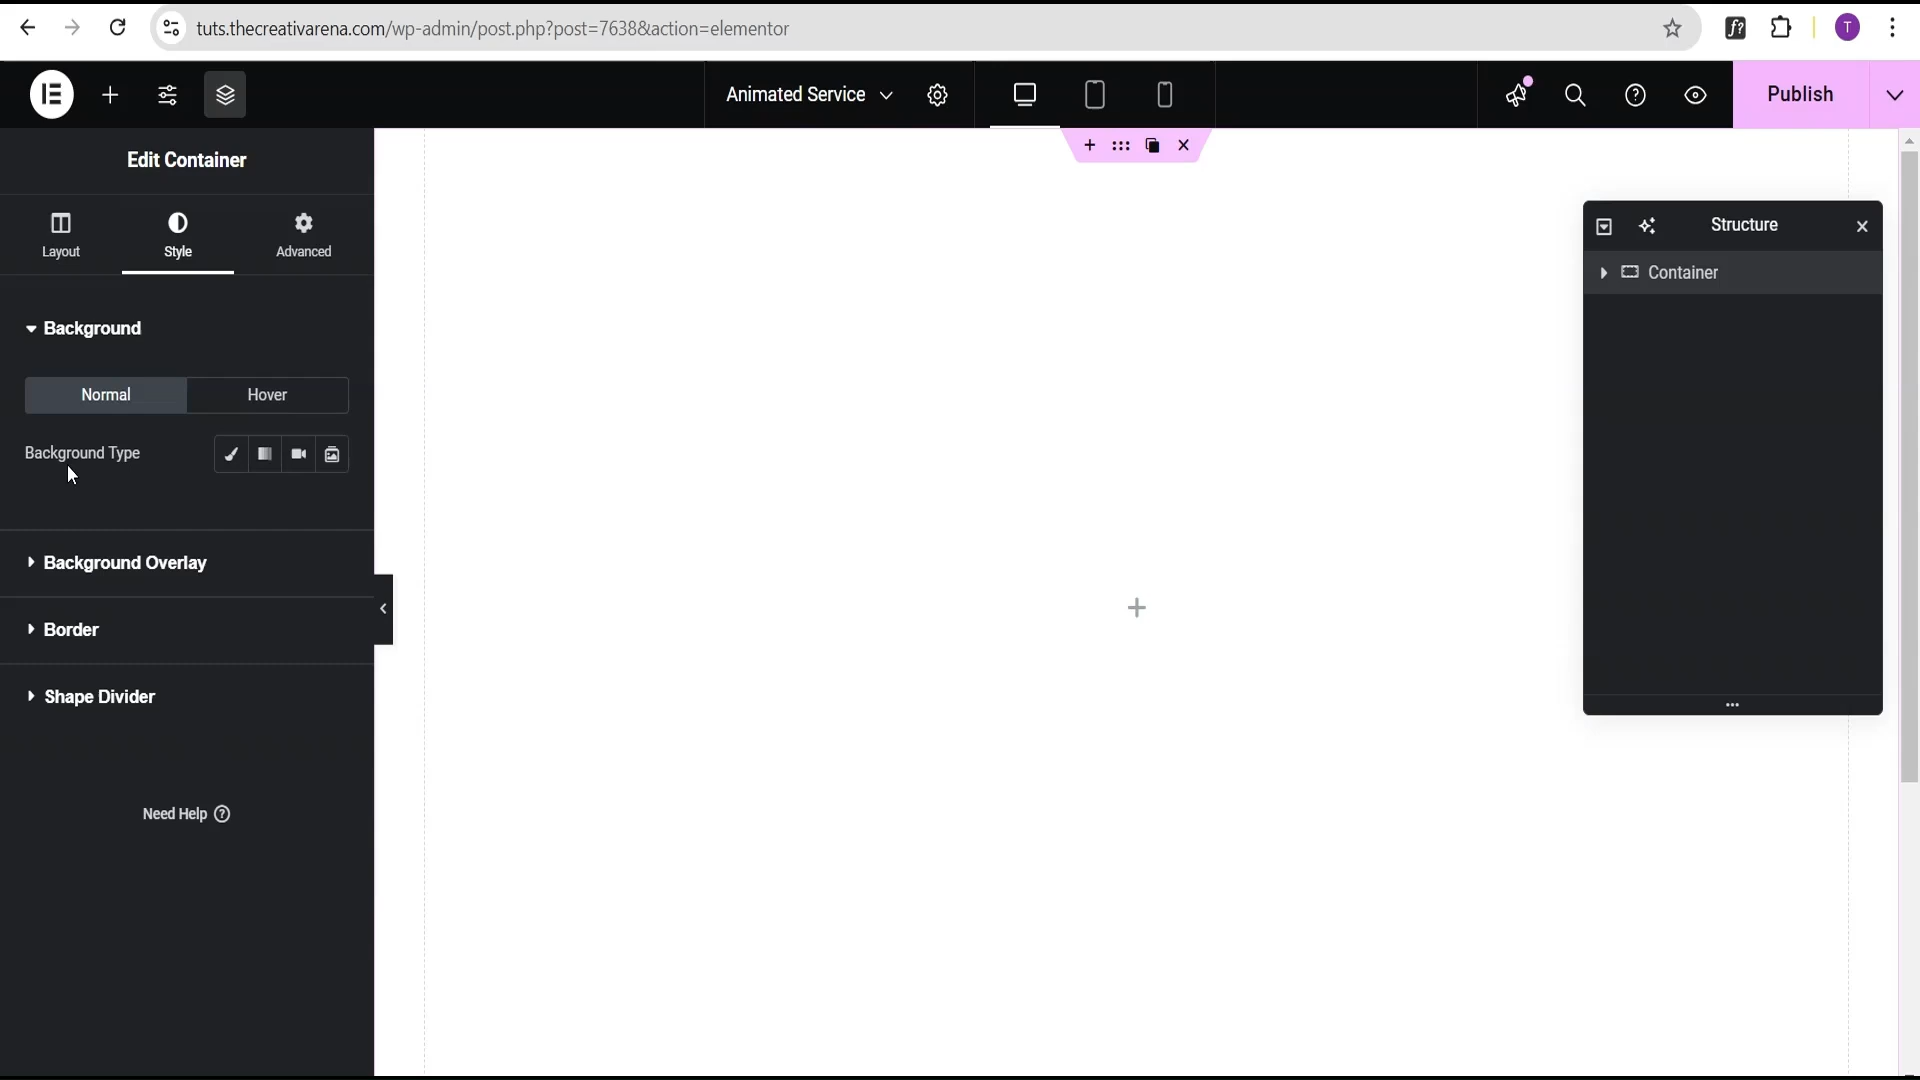 tuts.thecreativarena.com/wp-admin/post.php?post=7638&action=elementor
f?
T
Animated Service
Publish
Edit Container
Layout
Style
Advanced
Structure
Container
Background
Normal
Hover
Background Type
Background Overlay
Border
Shape Divider
Need Help